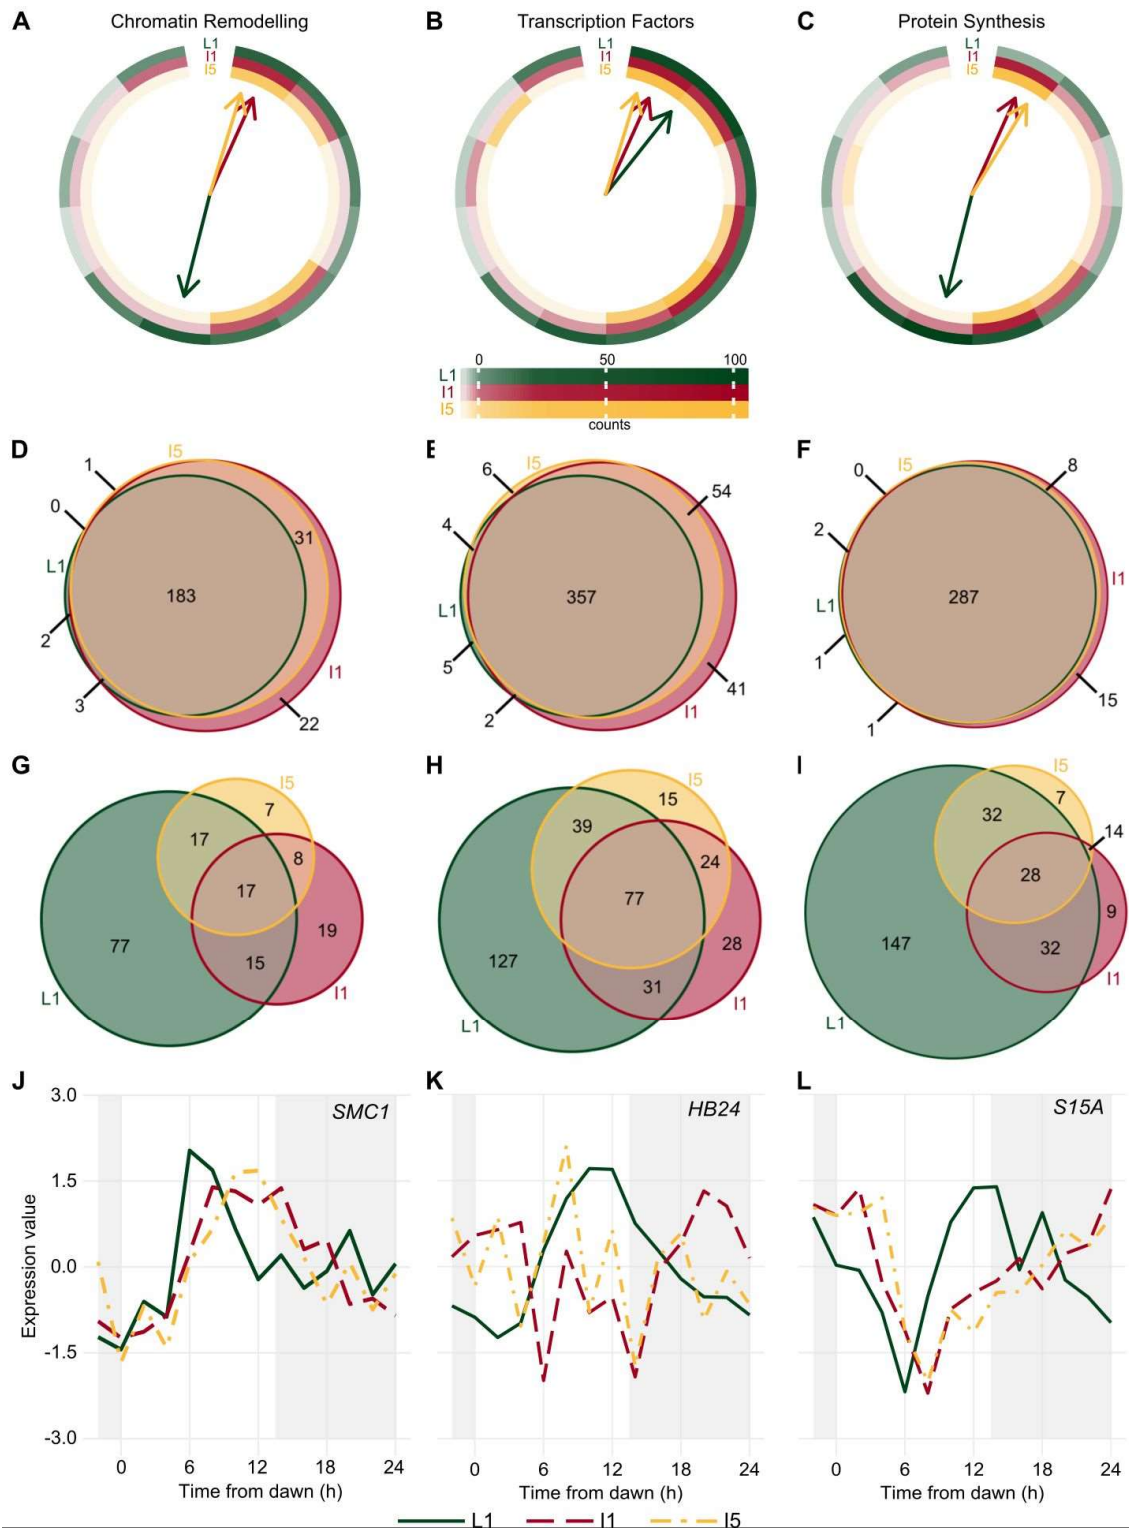 A Chromatin Remodelling
B Transcription Factors
C Protein Synthesis
L1 L1 L1
I1 I1 I1
I5 I5 I5
0 50 100
L1
I1
I5
counts
D E F
I5 I5 I5
1 6 0 8
0 4 54 2
31
L1 L1 L1
183 357 287
I1
2 5 1
I1 I1
3 2 1
22 41 15
G H I
I5 I5 I5
7 15 7
17 39 32 14
8 24
17 77 28
19 28 9
77 127 147
15 31 32
L1 L1 L1
I1 I1 I1
J K L
SMC1 HB24 S15A
3.0
1.5
0.0
-1.5
-3.0
Expression value
0 6 12 18 24 0 6 12 18 24 0 6 12 18 24
Time from dawn (h) Time from dawn (h) Time from dawn (h)
L1 I1 I5